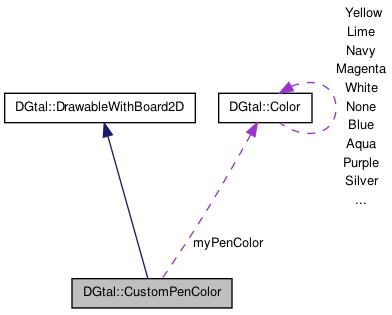 Yellow
Lime
Navy
Magenta
White
None
Blue
Aqua
Purple
Silver
...
DGtal::DrawableWithBoard2D
DGtal::Color
myPenColor
DGtal::CustomPenColor